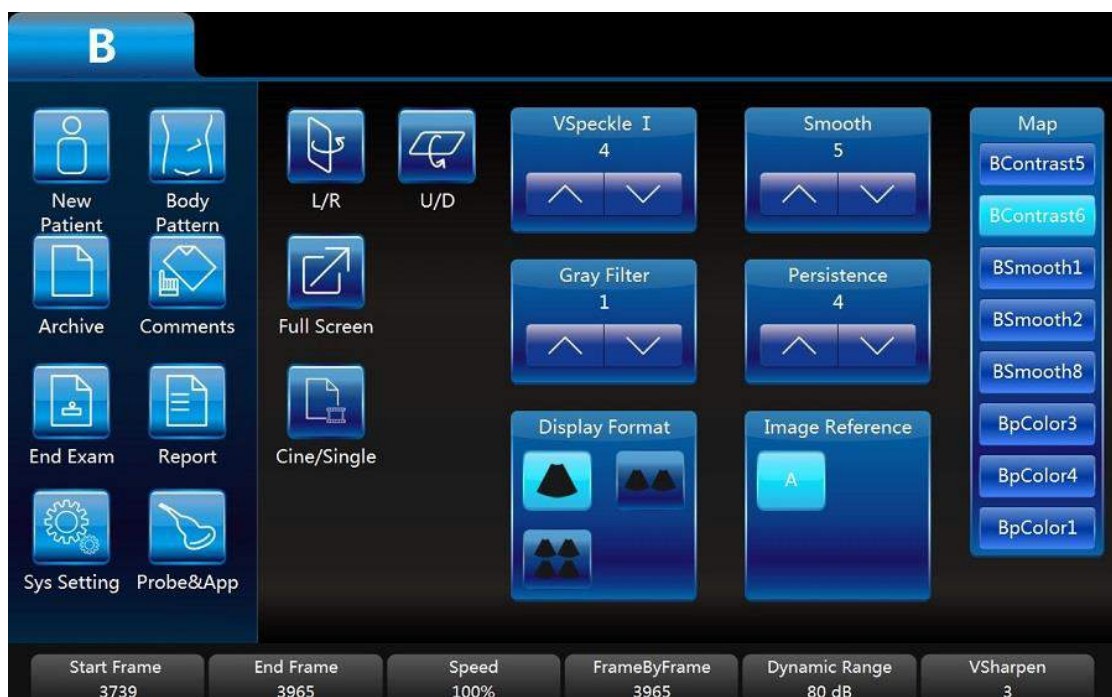 B
New
Patient
Body
Pattern
Archive
Comments
End Exam
Report
Sys Setting
Probe&App
L/R
U/D
Full Screen
Cine/Single
VSpeckle I
4
Smooth
5
Gray Filter
1
Persistence
4
Display Format
Image Reference
A
Map
BContrast5
BContrast6
BSmooth1
BSmooth2
BSmooth8
BpColor3
BpColor4
BpColor1
Start Frame
3739
End Frame
3965
Speed
100%
FrameByFrame
3965
Dynamic Range
80 dB
VSharpen
3